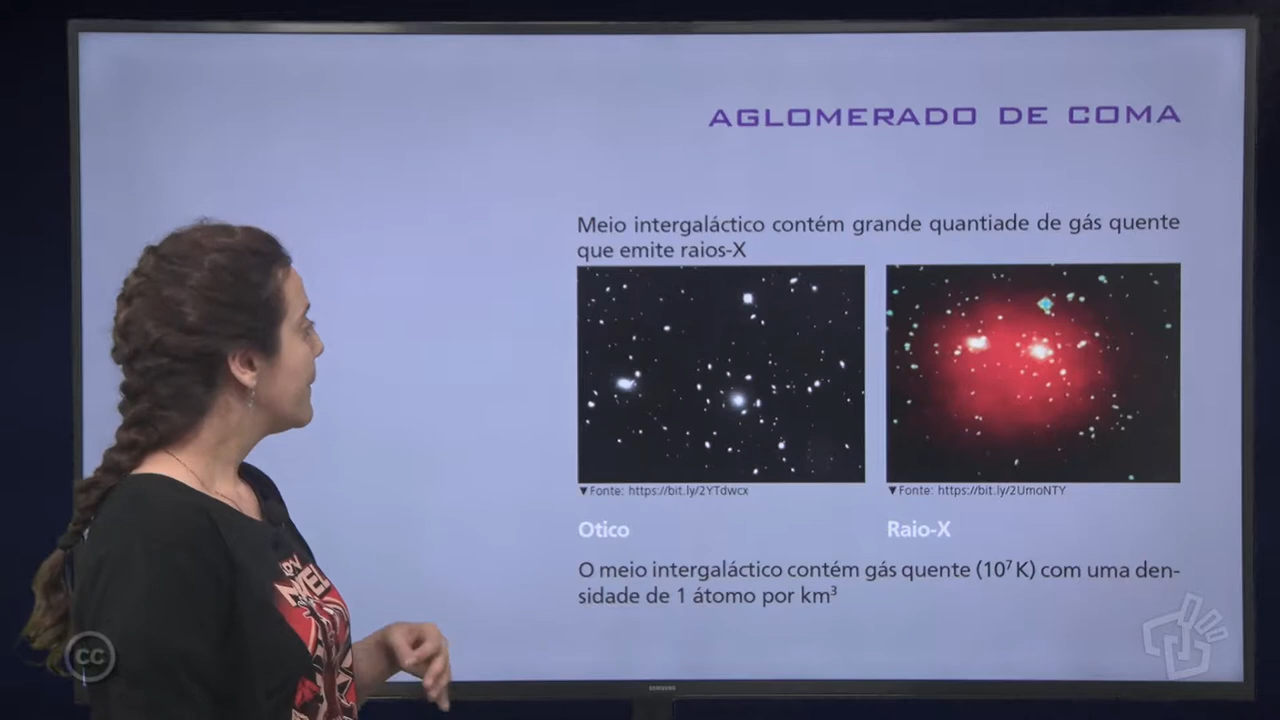 AGLOMERADO DE COMA
Meio intergaláctico contém grande quantiade de gás quente
que emite raios-X
▼Fonte: https://bit.ly/2YTdwcx
▼Fonte: https://bit.ly/2UmoNTY
Otico
Raio-X
O meio intergaláctico contém gás quente (10⁷ K) com uma den-
sidade de 1 átomo por km³
cc
SAMSUNG